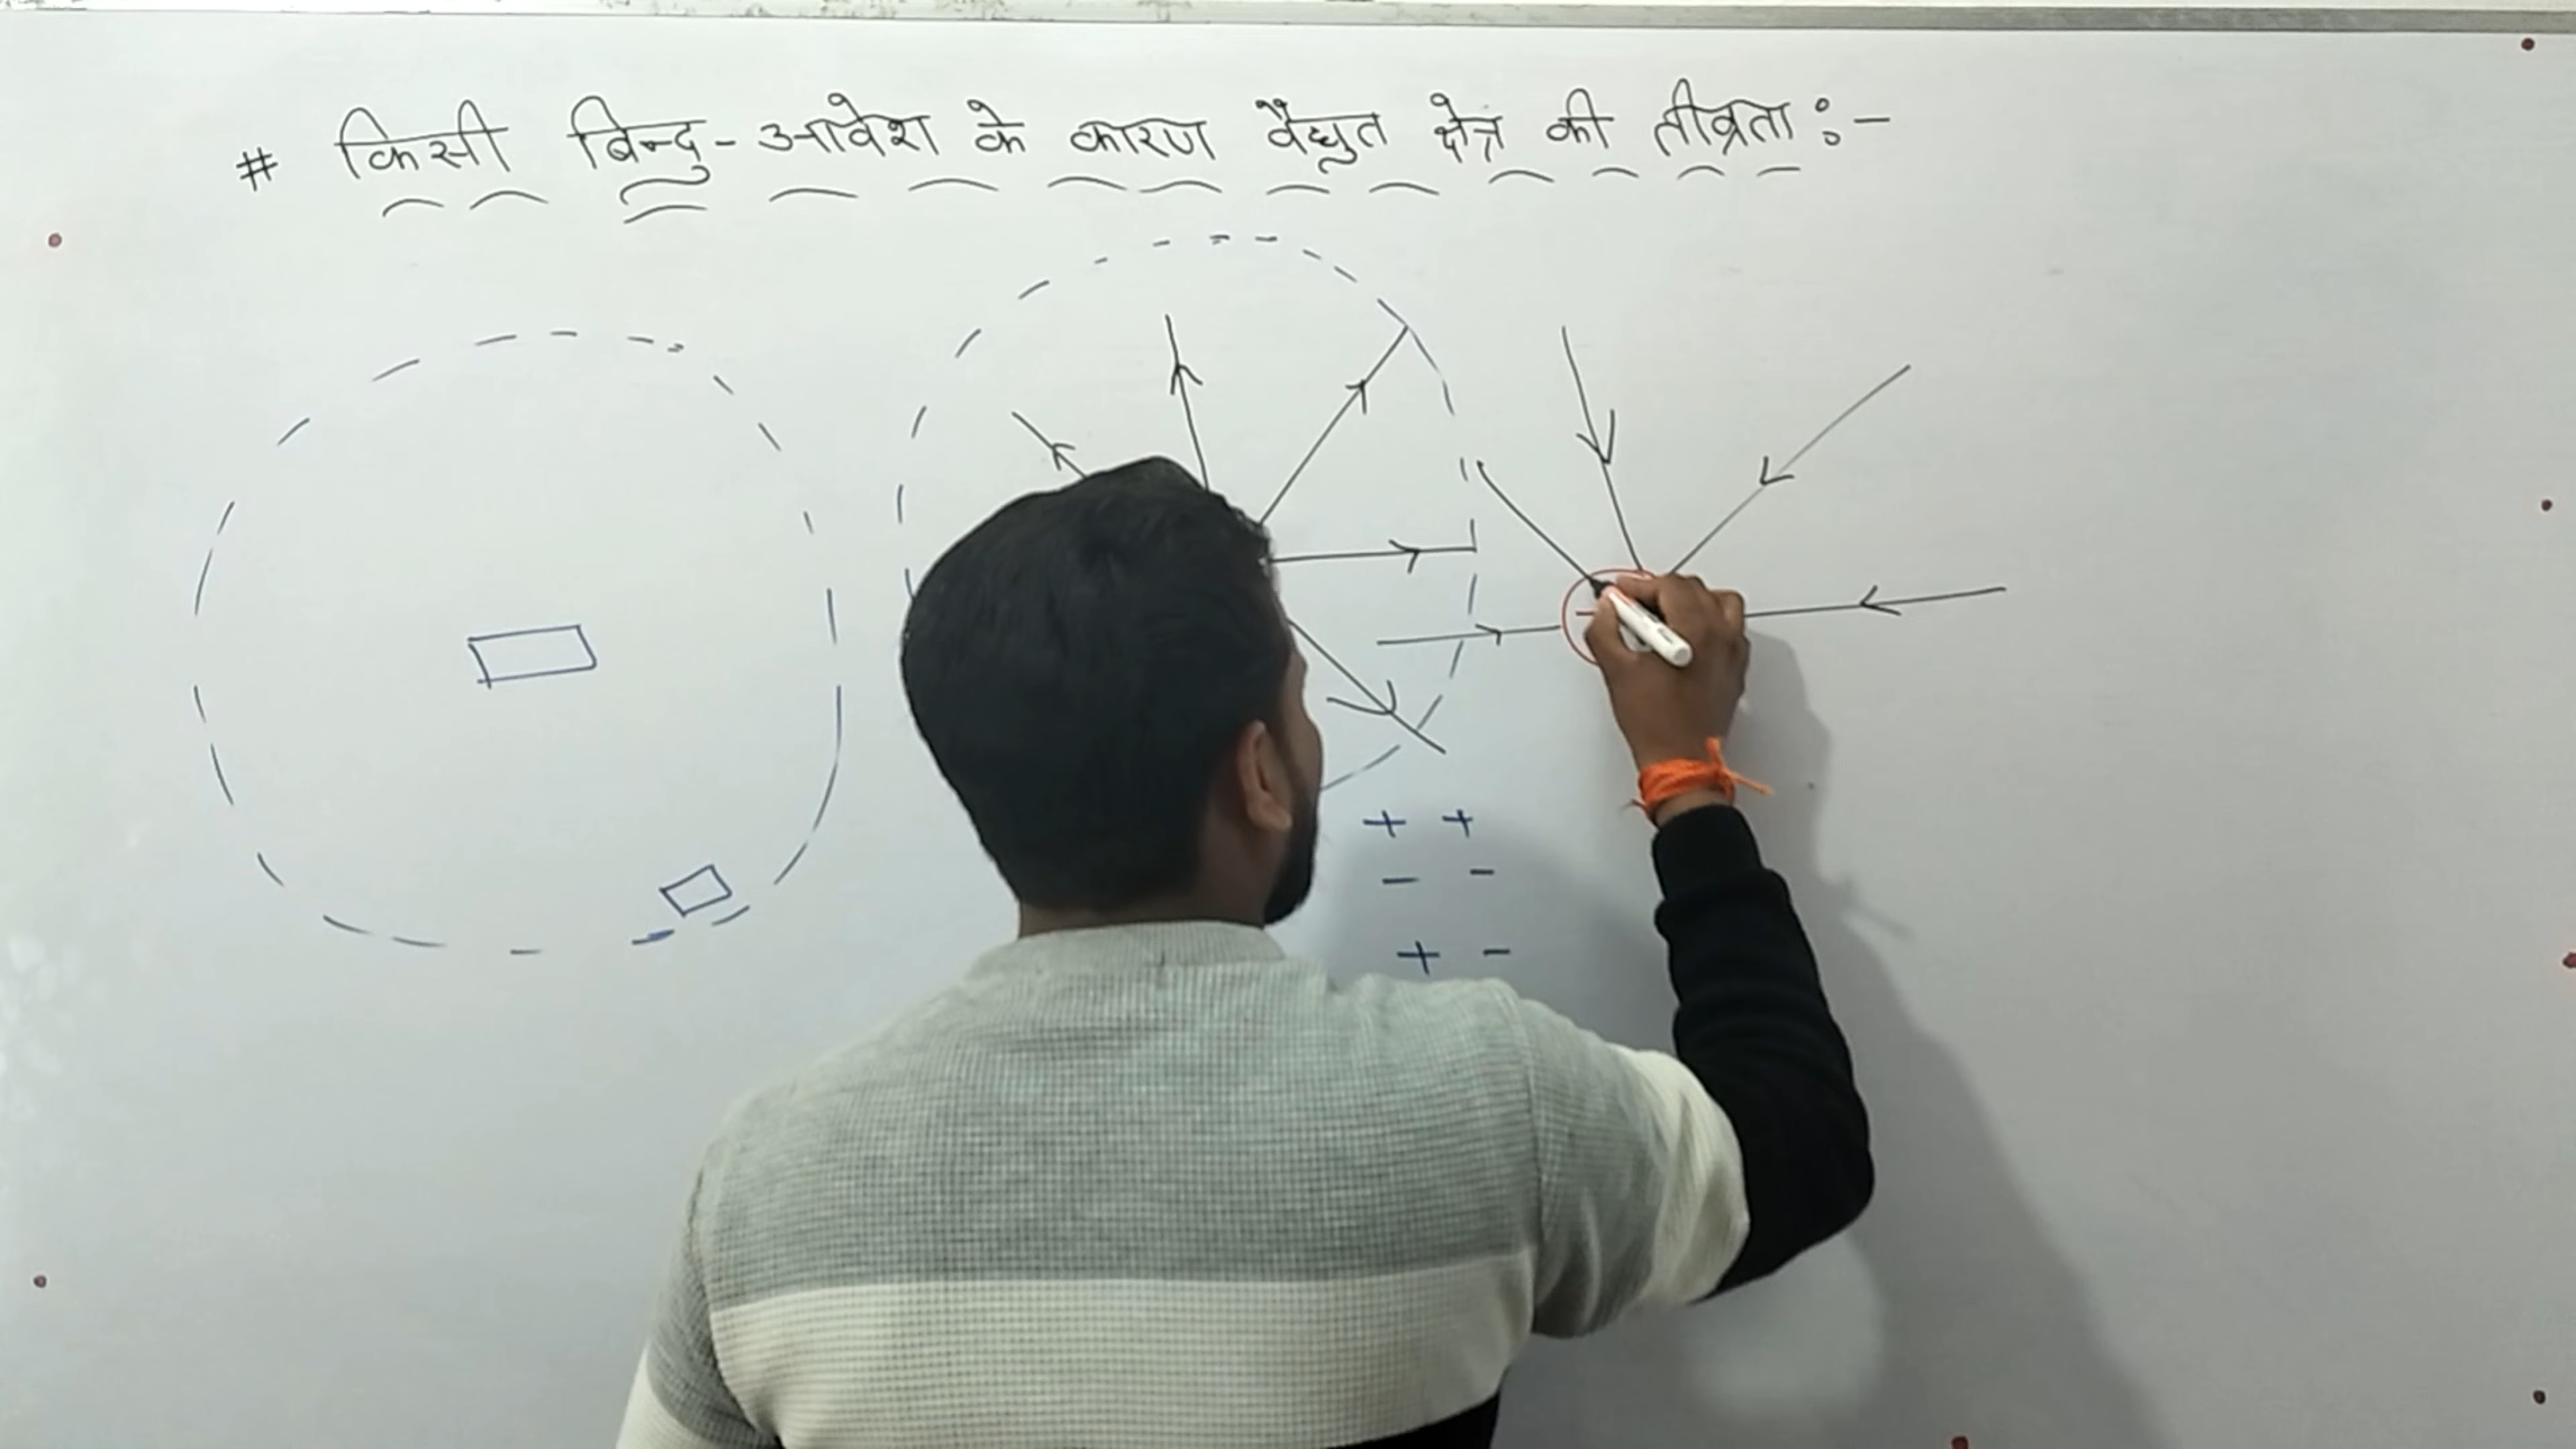 # किसी बिन्दु-आवेश के कारण वैद्युत क्षेत्र की तीव्रता :-
+ +
- -
+ -